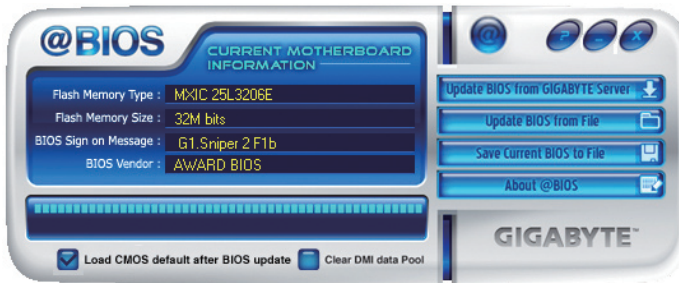 @BIOS
CURRENT MOTHERBOARD
INFORMATION
Flash Memory Type : MXIC 25L3206E
Flash Memory Size : 32M bits
BIOS Sign on Message : G1.Sniper 2 F1b
BIOS Vendor : AWARD BIOS
Load CMOS default after BIOS update
Clear DMI data Pool
@
?
_
X
Update BIOS from GIGABYTE Server
Update BIOS from File
Save Current BIOS to File
About @BIOS
GIGABYTE™